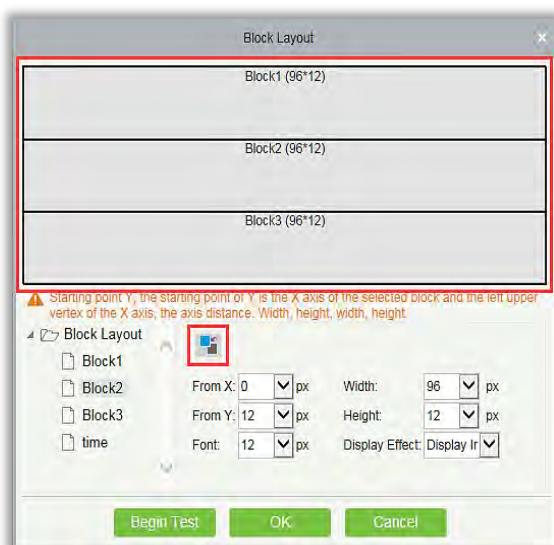 Block Layout
Block1 (96*12)
Block2 (96*12)
Block3 (96*12)
Starting point Y, the starting point of Y is the X axis of the selected block and the left upper
vertex of the X axis, the axis distance. Width, height, width, height.
Block Layout
Block1
Block2
Block3
time
From X: 0 px Width: 96 px
From Y: 12 px Height: 12 px
Font: 12 px Display Effect: Display Ir
Begin Test OK Cancel